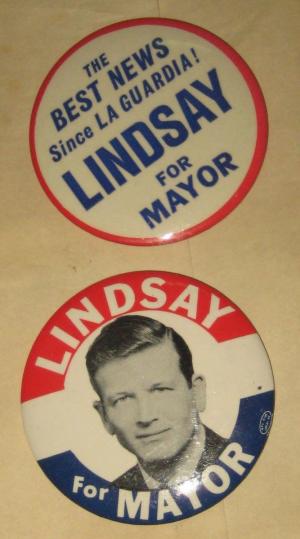 THE
BEST NEWS
Since LA GUARDIA!
LINDSAY
FOR
MAYOR
LINDSAY
For MAYOR